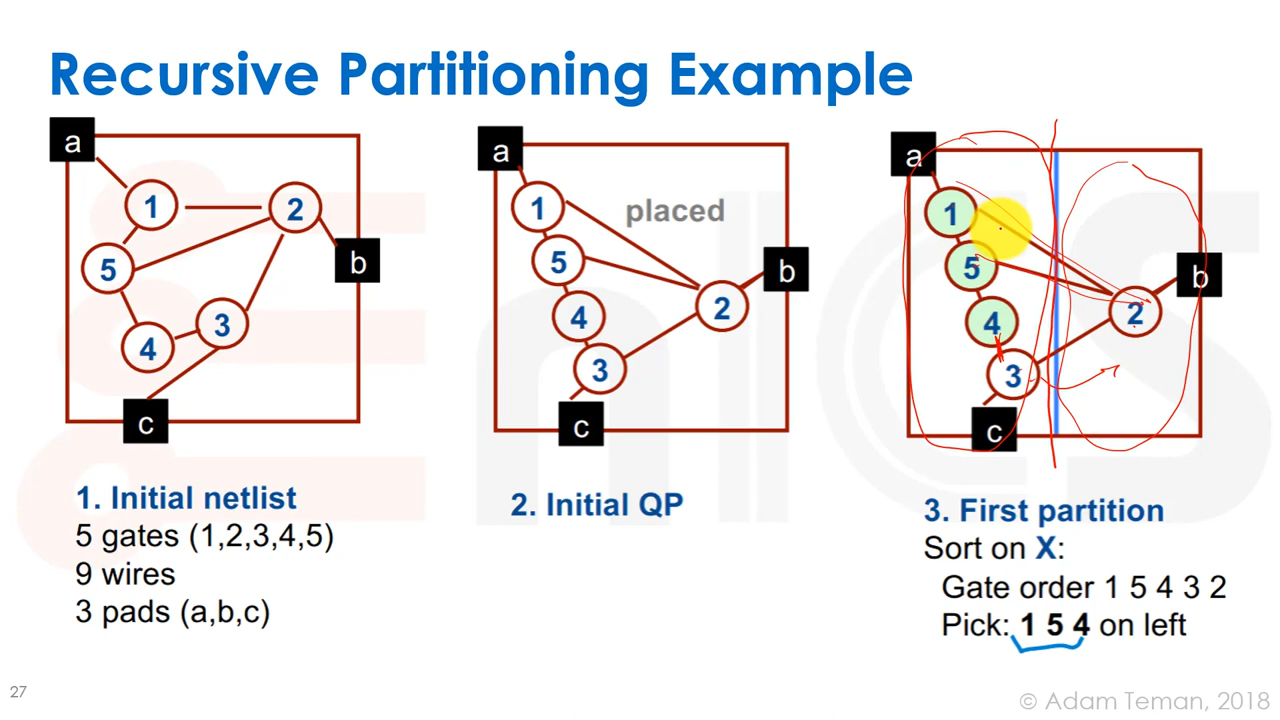 Recursive Partitioning Example
a
1
2
b
5
3
4
c
1. Initial netlist
5 gates (1,2,3,4,5)
9 wires
3 pads (a,b,c)
a
1
placed
5
b
2
4
3
c
2. Initial QP
a
1
5
b
2
4
3
c
3. First partition
Sort on X:
Gate order 1 5 4 3 2
Pick: 1 5 4 on left
27
© Adam Teman, 2018